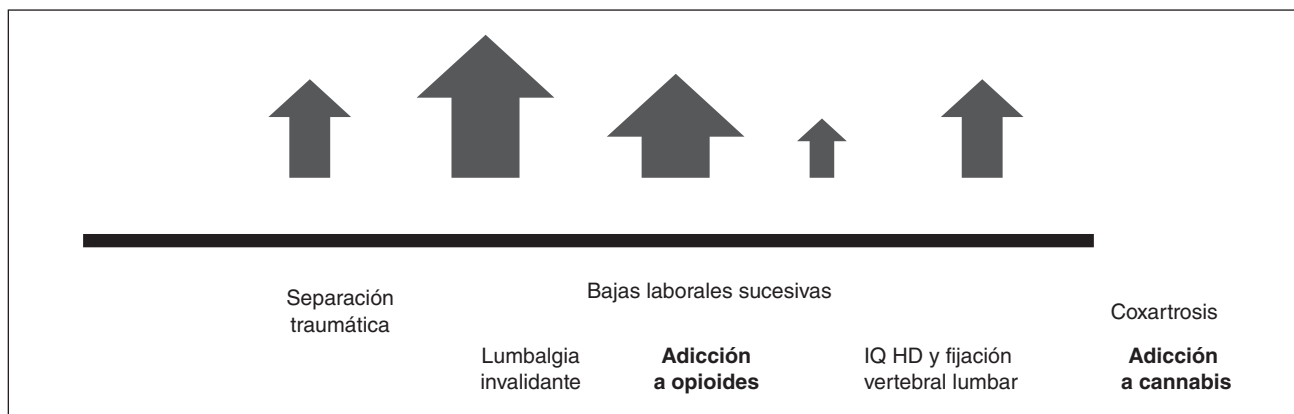 Separación
traumática
Bajas laborales sucesivas
Coxartrosis
Lumbalgia
invalidante
Adicción
a opioides
IQ HD y fijación
vertebral lumbar
Adicción
a cannabis